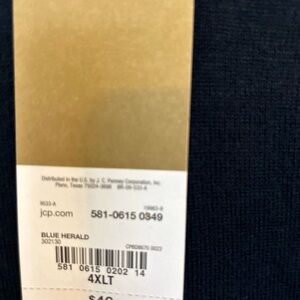 Distributed in the U.S. by J. C. Penney Corporation, Inc.
Plano, Texas 75024-3698
jcp.com 581-0615 0349
BLUE HERALD
302130
581 0615 0202 14
4XLT